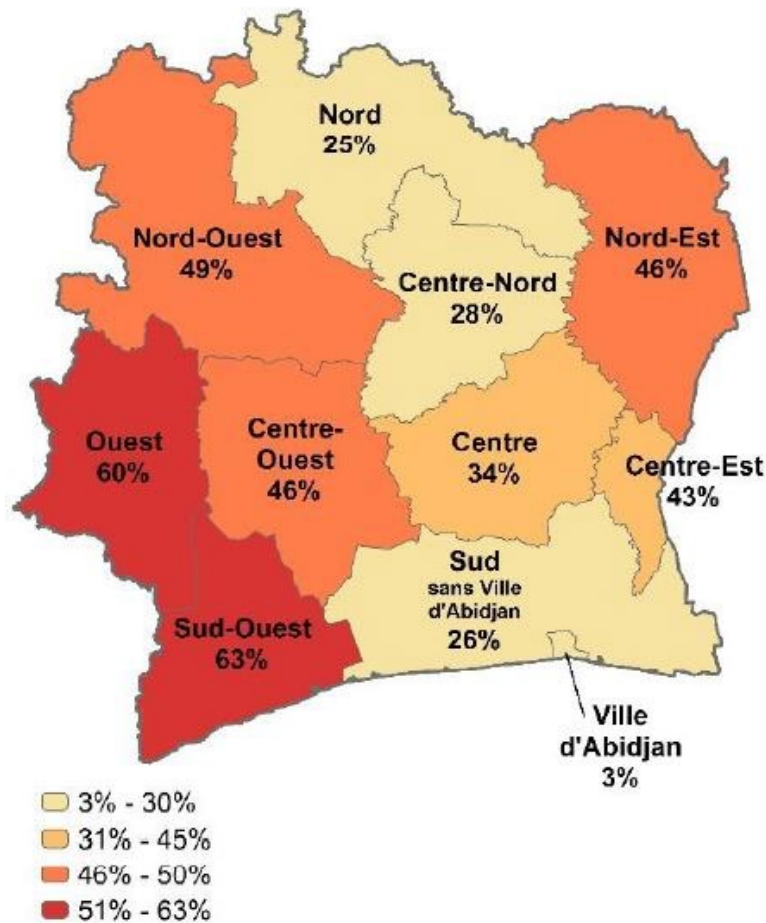 Nord
25%
Nord-Ouest
49%
Nord-Est
46%
Centre-Nord
28%
Ouest
60%
Centre-
Ouest
46%
Centre
34%
Centre-Est
43%
Sud
sans Ville
d'Abidjan
26%
Sud-Ouest
63%
Ville
d'Abidjan
3%
3% - 30%
31% - 45%
46% - 50%
51% - 63%